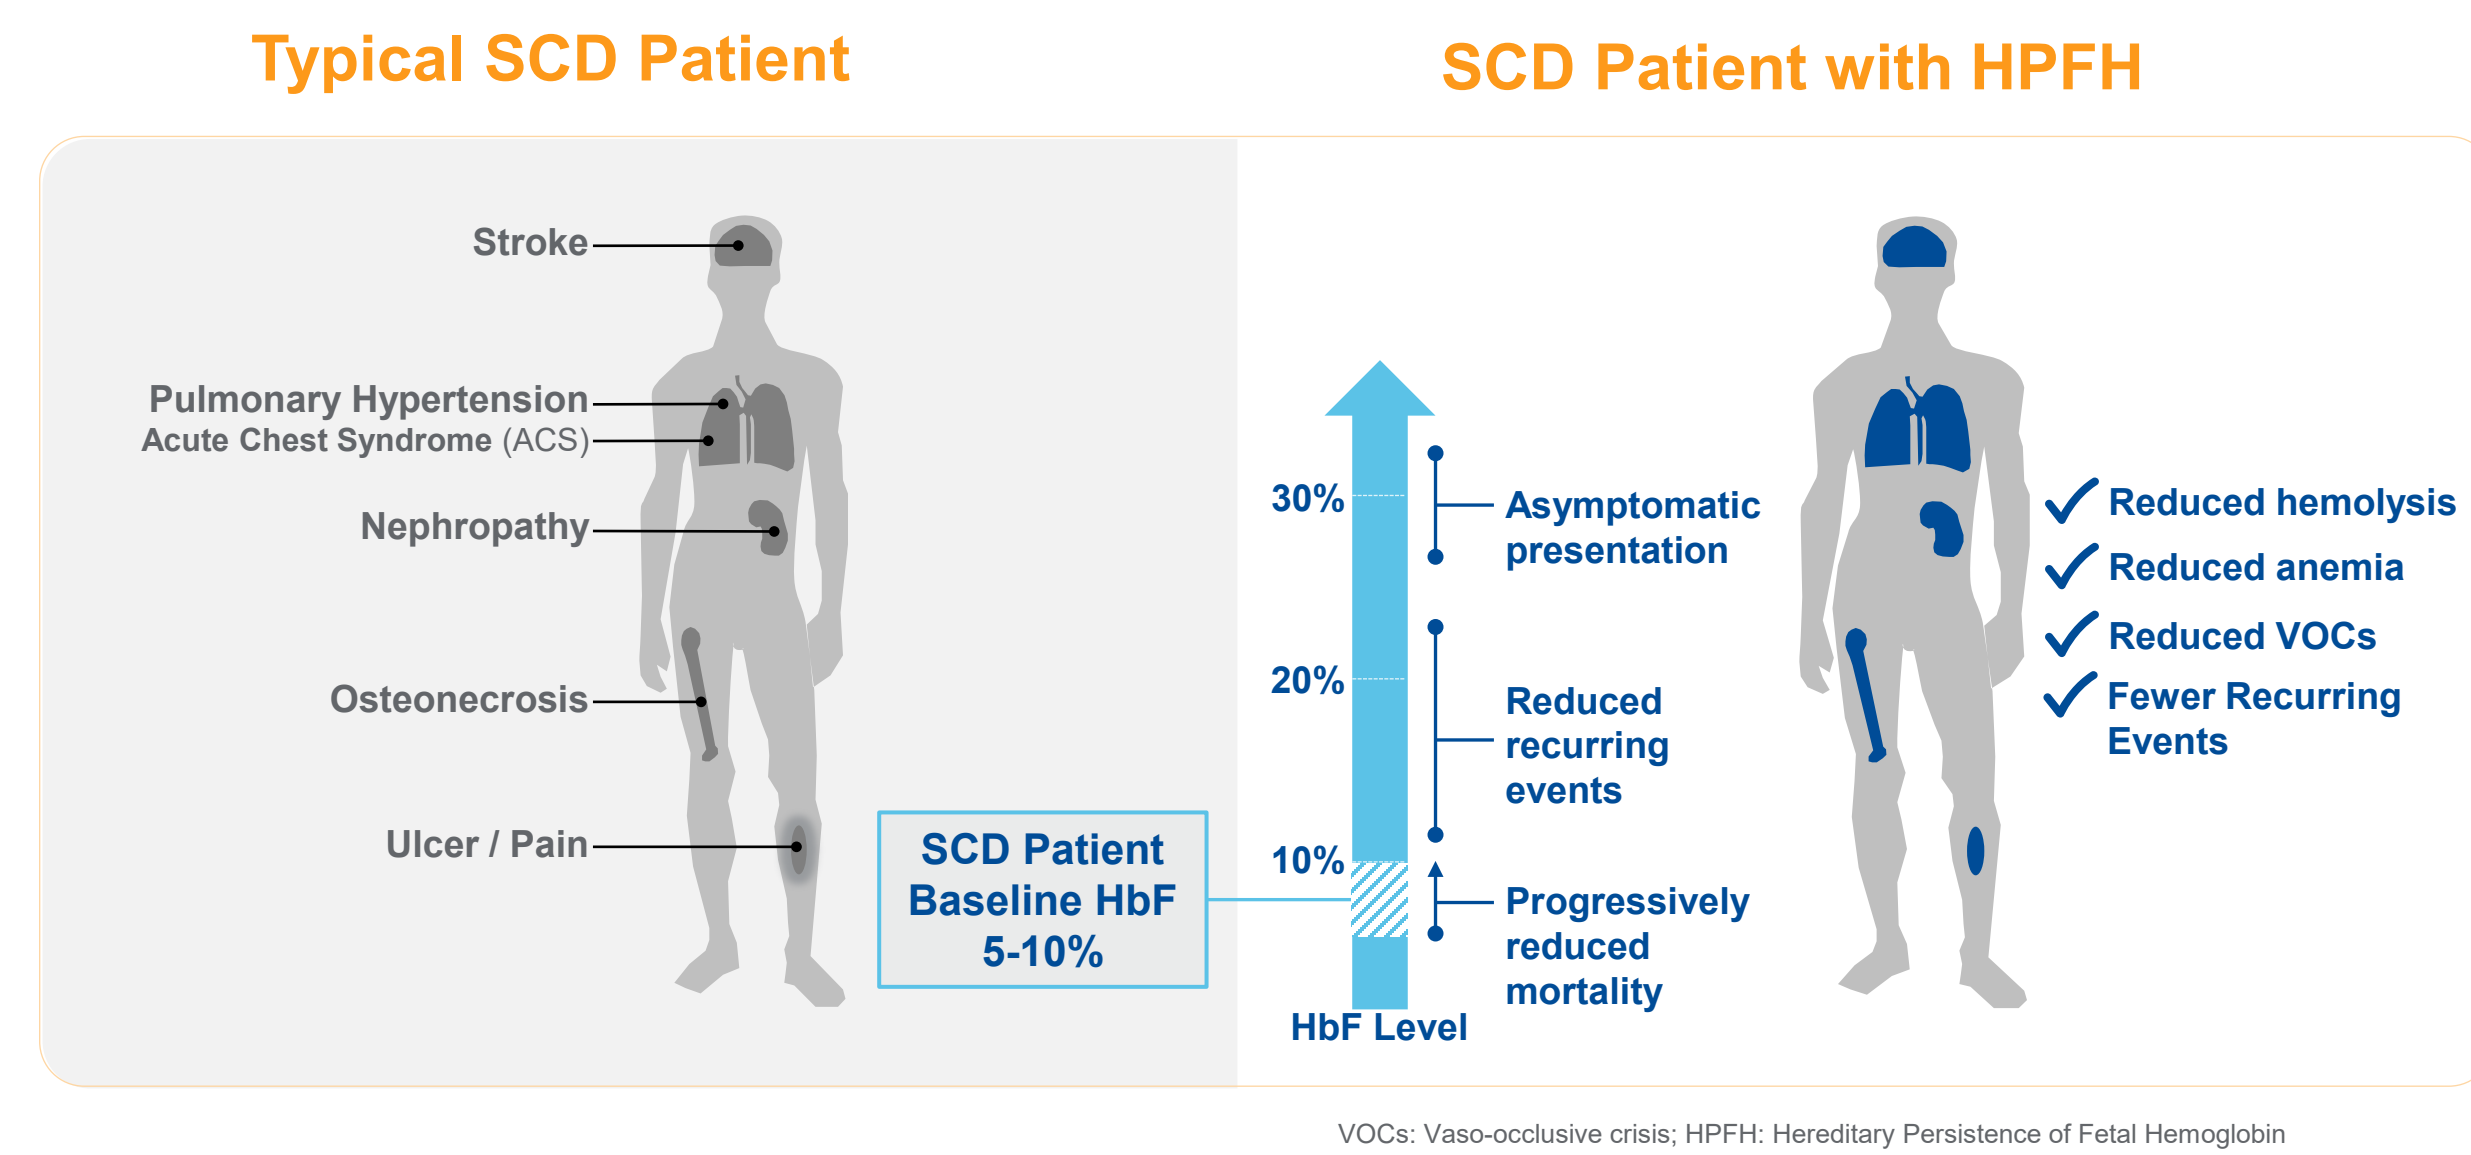 Typical SCD Patient
SCD Patient with HPFH
Stroke
Pulmonary Hypertension
Acute Chest Syndrome (ACS)
Nephropathy
Osteonecrosis
Ulcer / Pain
SCD Patient
Baseline HbF
5-10%
30%
20%
10%
HbF Level
Asymptomatic
presentation
Reduced
recurring
events
Progressively
reduced
mortality
Reduced hemolysis
Reduced anemia
Reduced VOCs
Fewer Recurring
Events
VOCs: Vaso-occlusive crisis; HPFH: Hereditary Persistence of Fetal Hemoglobin